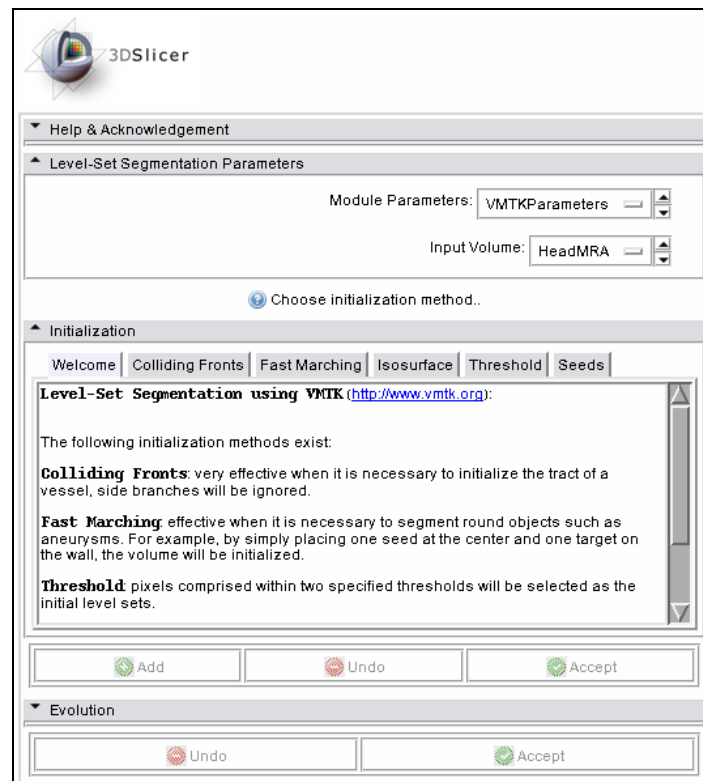 3DSlicer
Help & Acknowledgement
Level-Set Segmentation Parameters
Module Parameters: VMTKParameters
Input Volume: HeadMRA
Choose initialization method..
Initialization
Welcome Colliding Fronts Fast Marching Isosurface Threshold Seeds
Level-Set Segmentation using VMTK (http://www.vmtk.org):
The following initialization methods exist:
Colliding Fronts: very effective when it is necessary to initialize the tract of a
vessel, side branches will be ignored.
Fast Marching: effective when it is necessary to segment round objects such as
aneurysms. For example, by simply placing one seed at the center and one target on
the wall, the volume will be initialized.
Threshold: pixels comprised within two specified thresholds will be selected as the
initial level sets.
Add Undo Accept
Evolution
Undo Accept